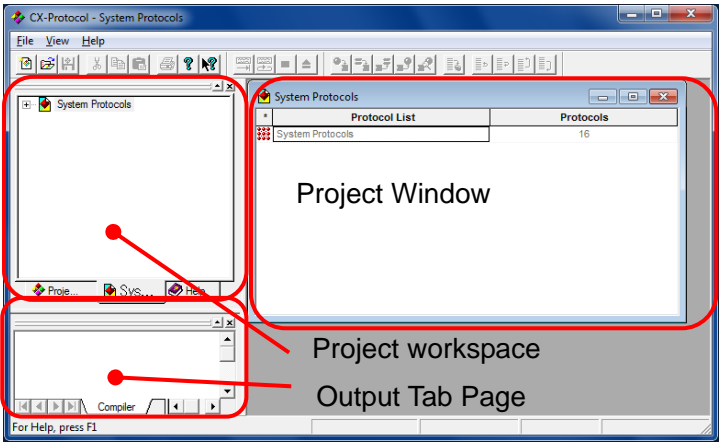 CX-Protocol - System Protocols
File View Help
System Protocols
Proje... Sys... Help
Compiler
System Protocols
* Protocol List Protocols
System Protocols 16
Project Window
Project workspace
Output Tab Page
For Help, press F1